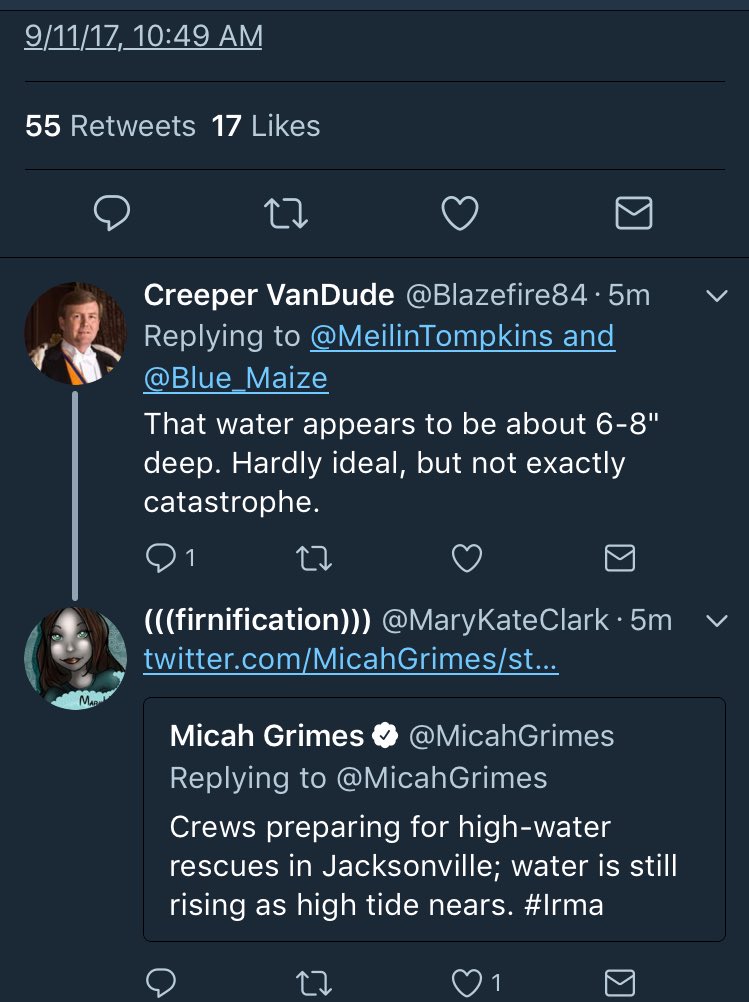 9/11/17, 10:49 AM
55 Retweets 17 Likes
Creeper VanDude @Blazefire84 · 5m
Replying to @MeilinTompkins and
@Blue_Maize
That water appears to be about 6-8"
deep. Hardly ideal, but not exactly
catastrophe.
1
(((firnification))) @MaryKateClark · 5m
twitter.com/MicahGrimes/st...
Micah Grimes @MicahGrimes
Replying to @MicahGrimes
Crews preparing for high-water
rescues in Jacksonville; water is still
rising as high tide nears. #Irma
1